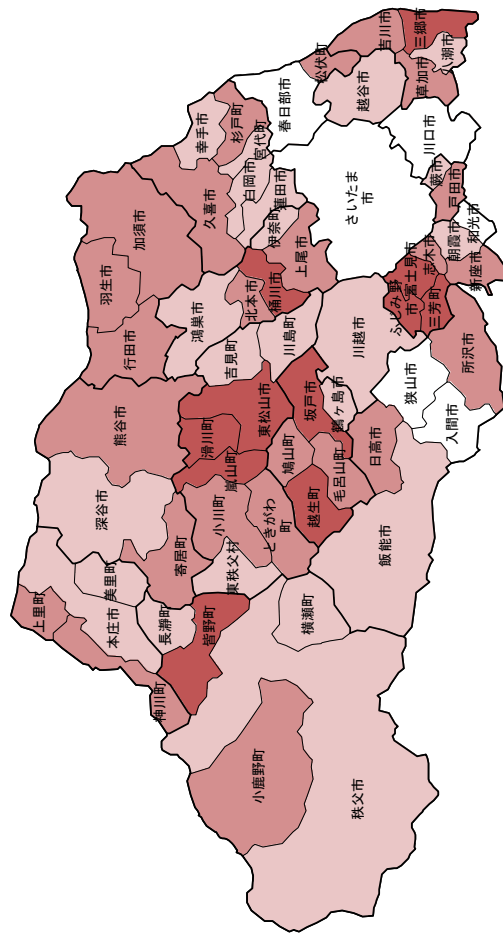 上里町
神川町
本庄市
美里町
深谷市
熊谷市
行田市
羽生市
加須市
久喜市
幸手市
杉戸町
宮代町
白岡市
蓮田市
春日部市
松伏町
吉川市
三郷市
八潮市
草加市
越谷市
川口市
蕨市
戸田市
さいたま
市
伊奈町
上尾市
桶川市
北本市
鴻巣市
吉見町
川島町
川越市
東松山市
滑川町
嵐山町
小川町
ときがわ
町
寄居町
長瀞町
皆野町
東秩父村
横瀬町
小鹿野町
秩父市
飯能市
日高市
毛呂山町
越生町
鳩山町
坂戸市
鶴ヶ島市
狭山市
入間市
所沢市
三芳町
ふじみ野
市
富士見市
志木市
新座市
朝霞市
和光市